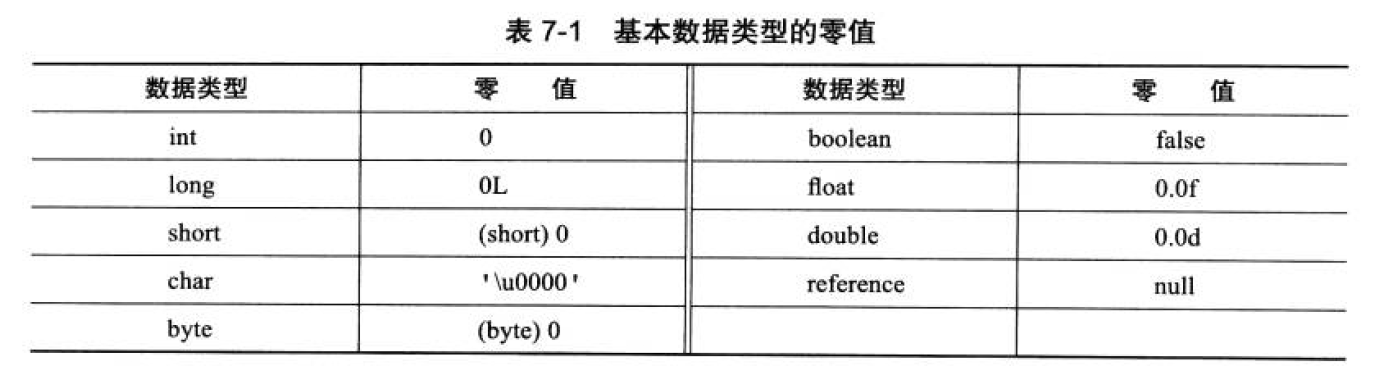 表 7-1 基本数据类型的零值
数据类型 零 值 数据类型 零 值
int 0 boolean false
long 0L float 0.0f
short (short) 0 double 0.0d
char '\u0000' reference null
byte (byte) 0